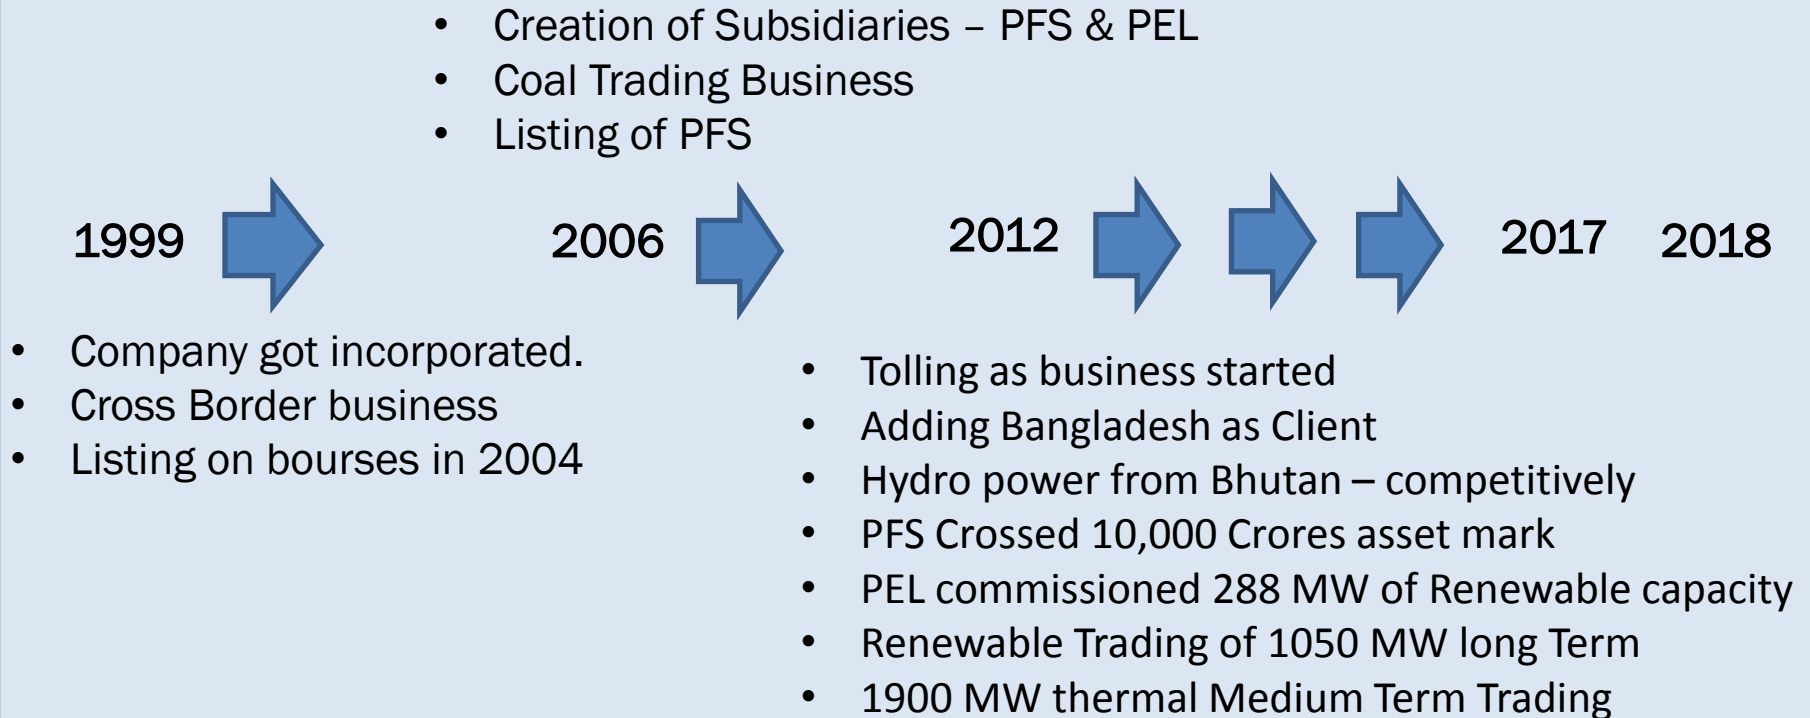 • Creation of Subsidiaries – PFS & PEL
• Coal Trading Business
• Listing of PFS
1999 2006 2012 2017 2018
• Company got incorporated.
• Cross Border business
• Listing on bourses in 2004
• Tolling as business started
• Adding Bangladesh as Client
• Hydro power from Bhutan – competitively
• PFS Crossed 10,000 Crores asset mark
• PEL commissioned 288 MW of Renewable capacity
• Renewable Trading of 1050 MW long Term
• 1900 MW thermal Medium Term Trading